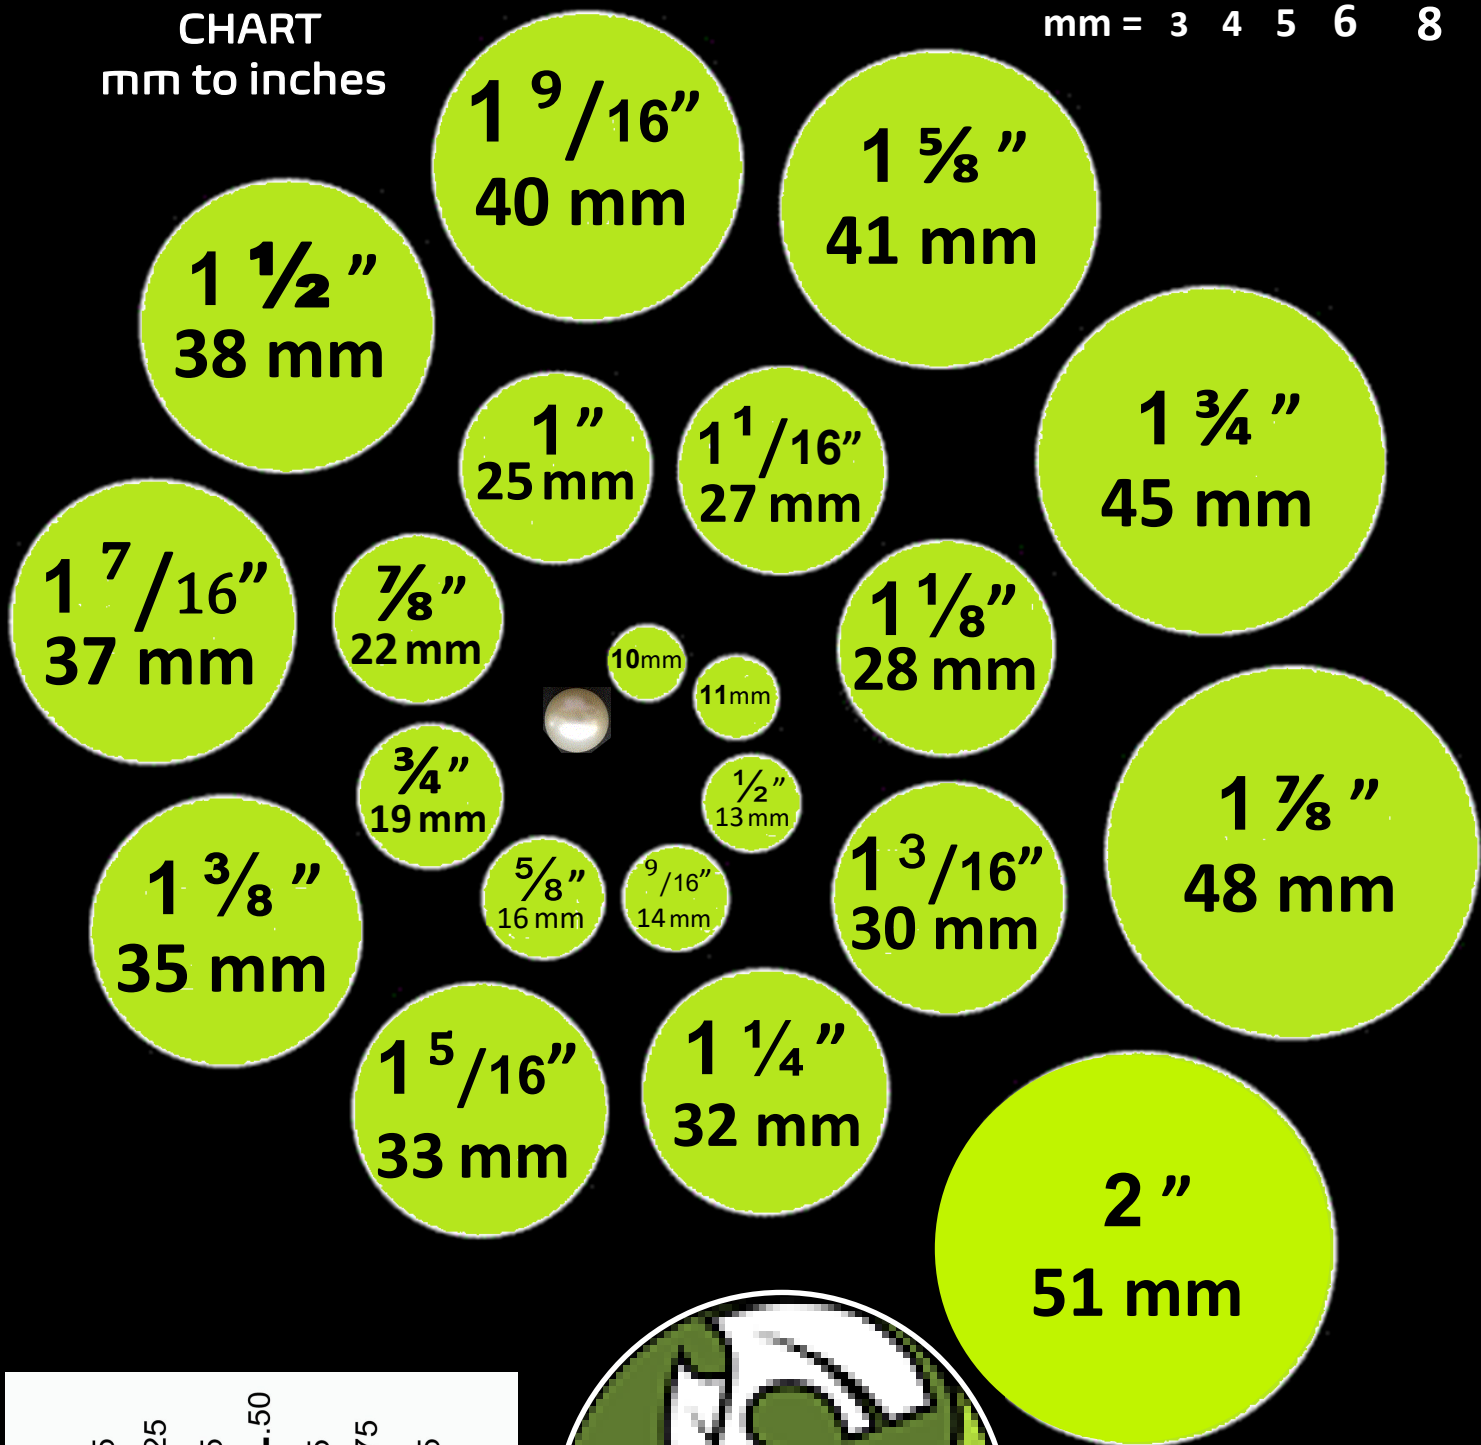 CHART
mm to inches
mm = 3 4 5 6 8
1 9/16”
40 mm
1 ⅝ ”
41 mm
1 ½ ”
38 mm
1 ¾ ”
45 mm
1 ”
25 mm
1 1/16”
27 mm
1 7/16”
37 mm
⅞ ”
22 mm
1 ⅛”
28 mm
10mm
11mm
¾ ”
19 mm
½ ”
13 mm
1 ⅞ ”
48 mm
1 ⅜ ”
35 mm
⅝ ”
16 mm
9/16”
14 mm
1 3/16”
30 mm
1 5/16”
33 mm
1 ¼ ”
32 mm
2 ”
51 mm